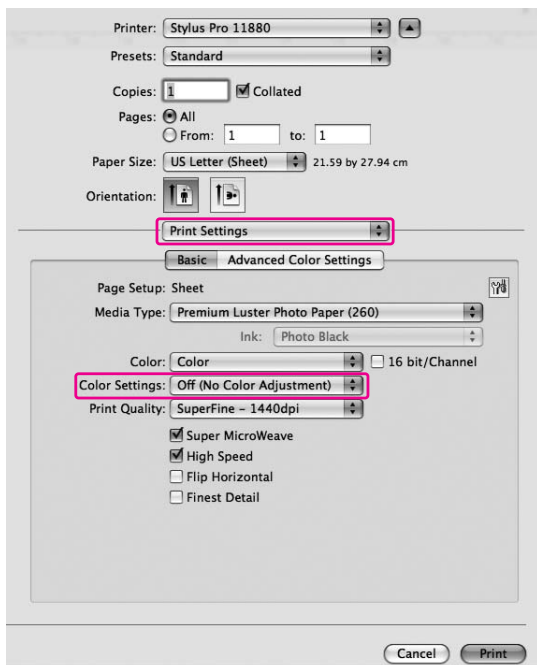 Printer: Stylus Pro 11880
Presets: Standard
Copies: 1 Collated
Pages: All
From: 1 to: 1
Paper Size: US Letter (Sheet) 21.59 by 27.94 cm
Orientation:
Print Settings
Basic Advanced Color Settings
Page Setup: Sheet
Media Type: Premium Luster Photo Paper (260)
Ink: Photo Black
Color: Color 16 bit/Channel
Color Settings: Off (No Color Adjustment)
Print Quality: SuperFine – 1440dpi
Super MicroWeave
High Speed
Flip Horizontal
Finest Detail
Cancel Print